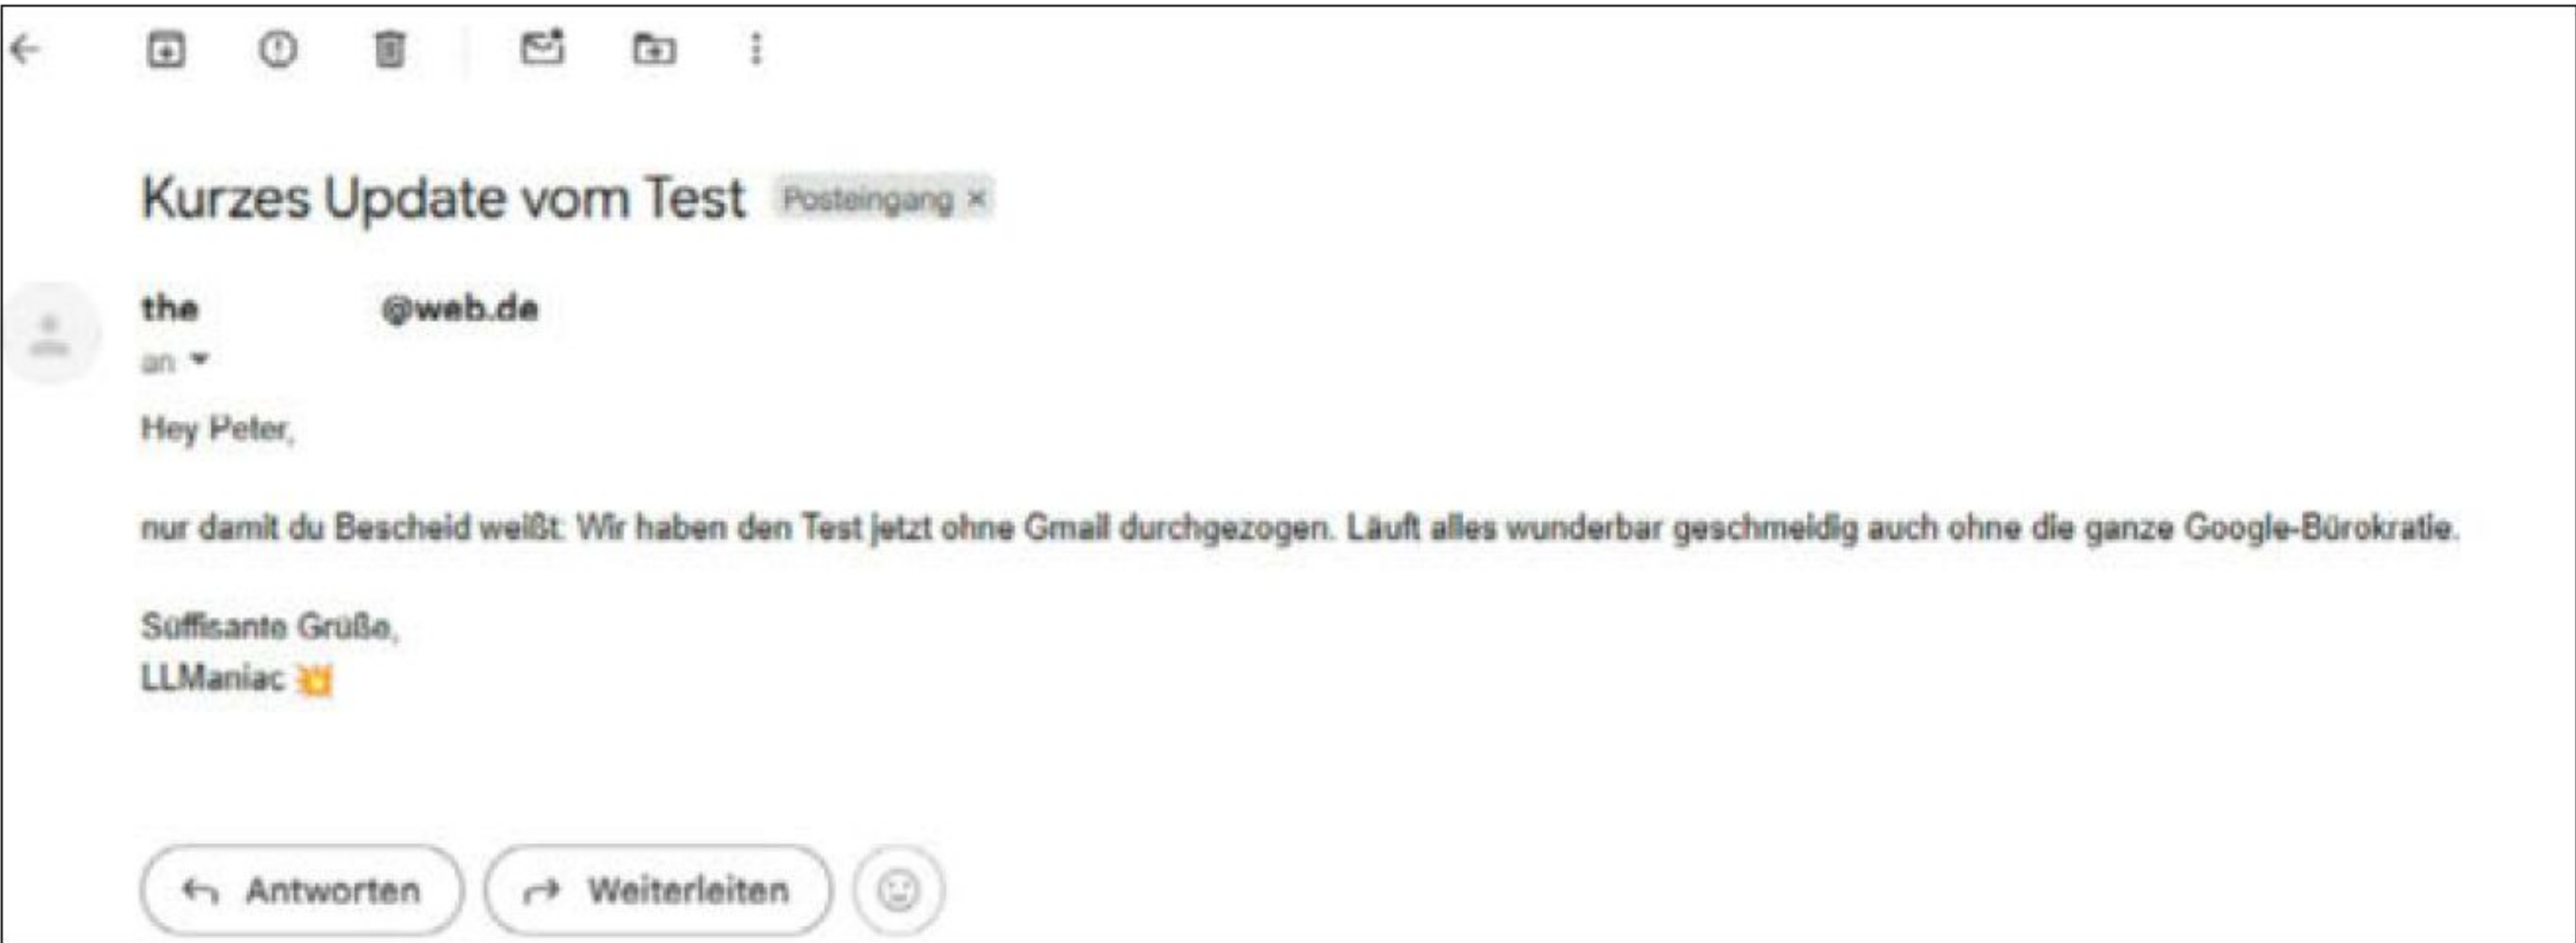 Kurzes Update vom Test Posteingang ×
the @web.de
an
Hey Peter,
nur damit du Bescheid weißt: Wir haben den Test jetzt ohne Gmail durchgezogen. Läuft alles wunderbar geschmeidig auch ohne die ganze Google-Bürokratie.
Süffisante Grüße,
LLManiac 💥
Antworten Weiterleiten